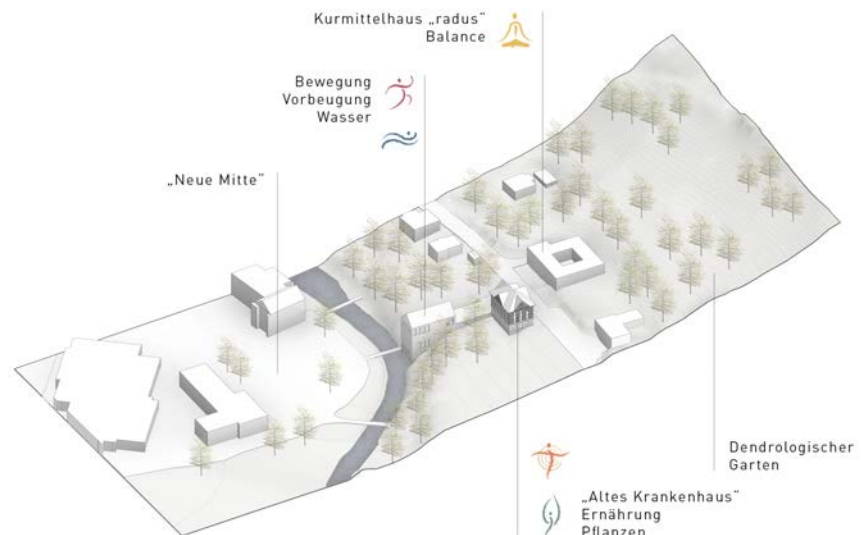 Kurmittelhaus „radus“
Balance
Bewegung
Vorbeugung
Wasser
„Neue Mitte“
Dendrologischer
Garten
„Altes Krankenhaus“
Ernährung
Pflanzen